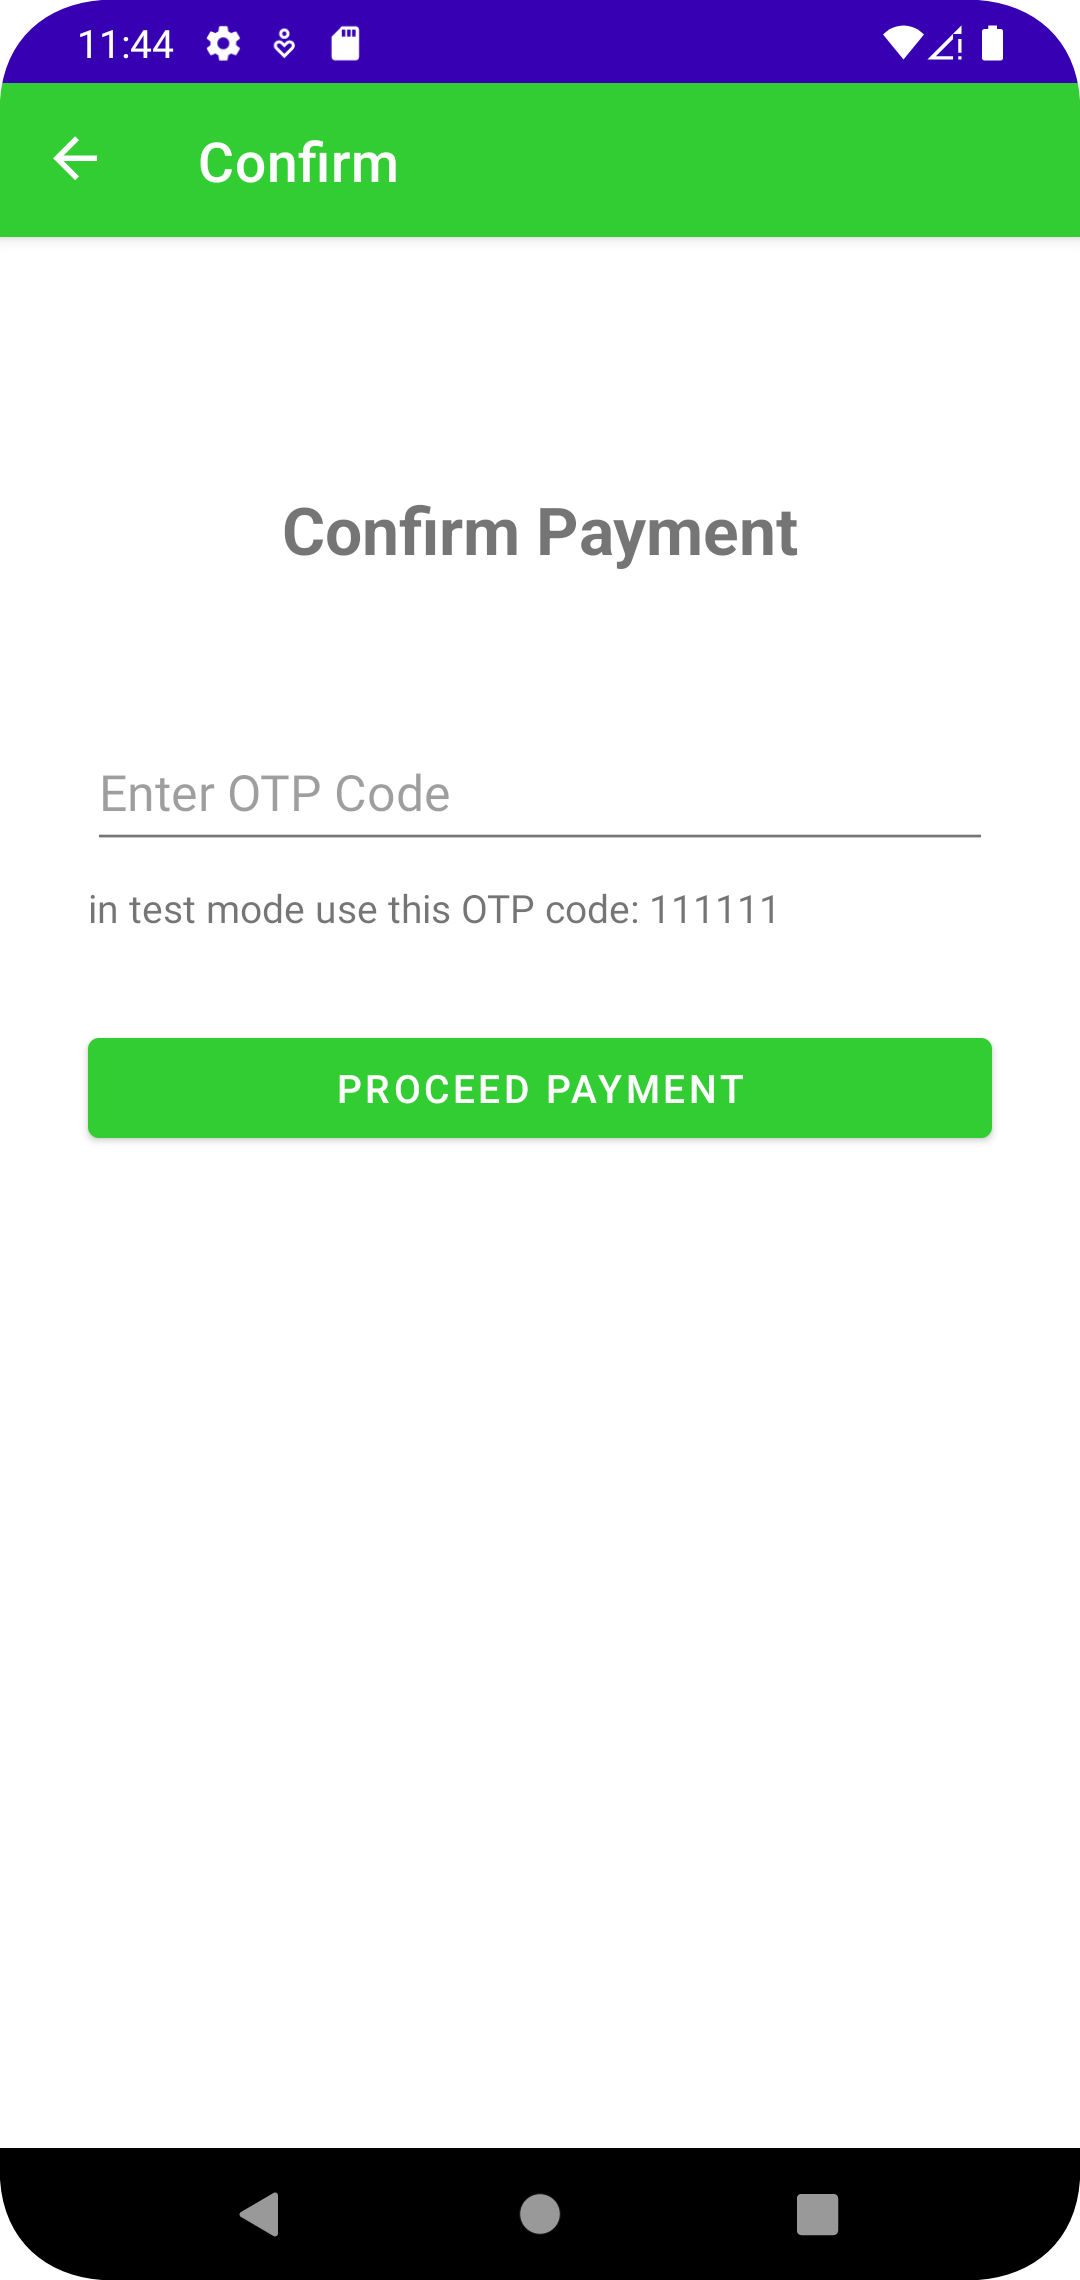 11:44
Confirm
Confirm Payment
Enter OTP Code
in test mode use this OTP code: 111111
PROCEED PAYMENT